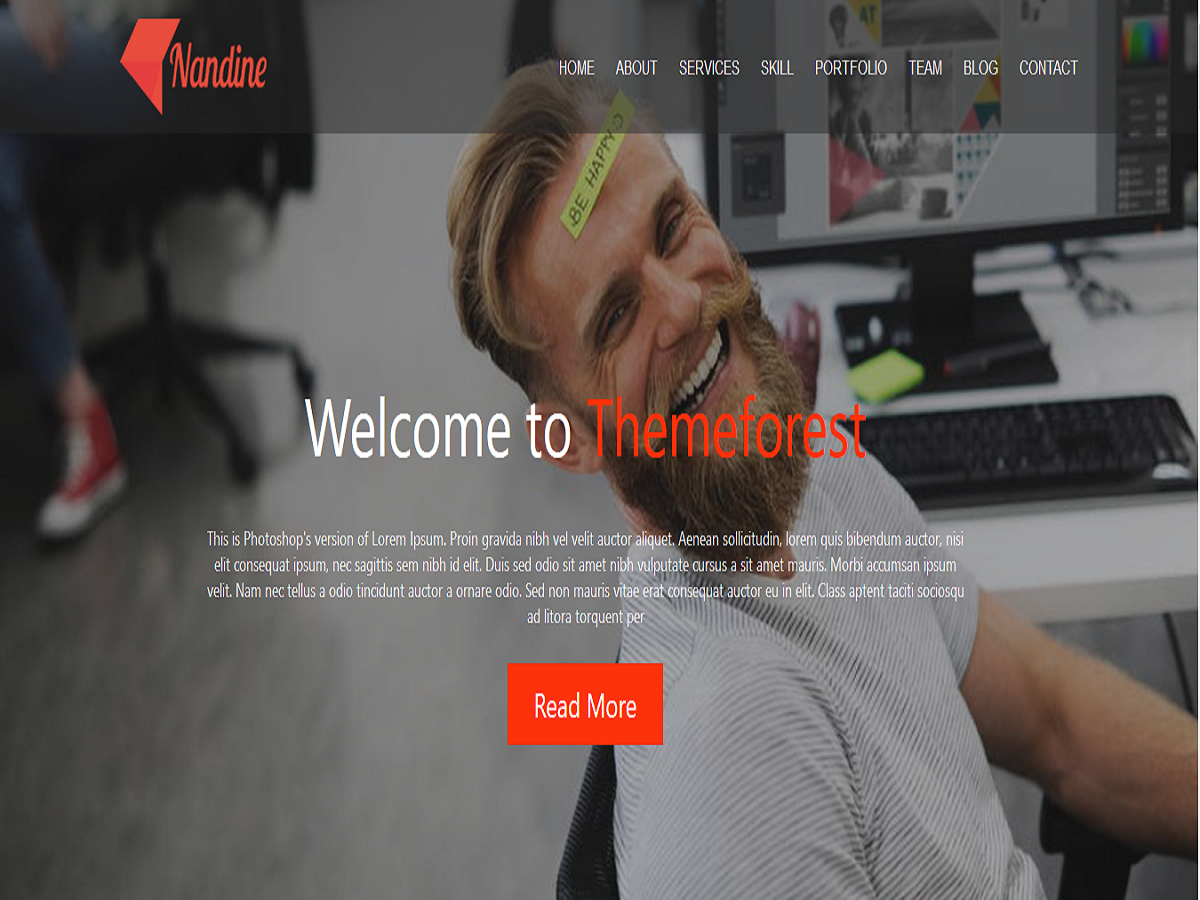 Nandine
HOME ABOUT SERVICES SKILL PORTFOLIO TEAM BLOG CONTACT
AT
BE HAPPY
Welcome to Themeforest
This is Photoshop's version of Lorem Ipsum. Proin gravida nibh vel velit auctor aliquet. Aenean sollicitudin, lorem quis bibendum auctor, nisi
elit consequat ipsum, nec sagittis sem nibh id elit. Duis sed odio sit amet nibh vulputate cursus a sit amet mauris. Morbi accumsan ipsum
velit. Nam nec tellus a odio tincidunt auctor a ornare odio. Sed non mauris vitae erat consequat auctor eu in elit. Class aptent taciti sociosqu
ad litora torquent per
Read More